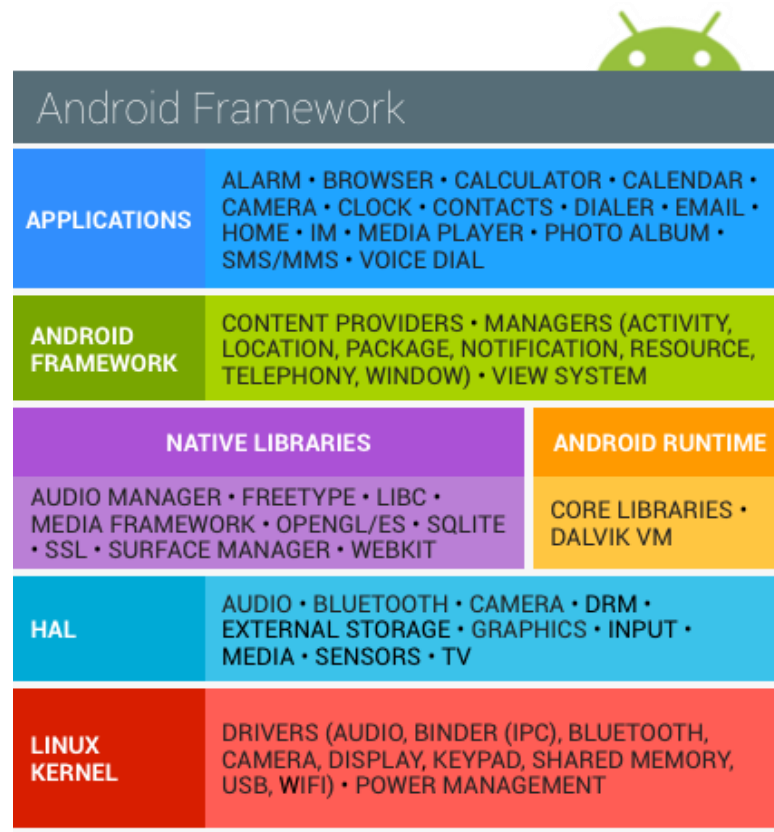 Android Framework
APPLICATIONS
ALARM • BROWSER • CALCULATOR • CALENDAR •
CAMERA • CLOCK • CONTACTS • DIALER • EMAIL •
HOME • IM • MEDIA PLAYER • PHOTO ALBUM •
SMS/MMS • VOICE DIAL
ANDROID
FRAMEWORK
CONTENT PROVIDERS • MANAGERS (ACTIVITY,
LOCATION, PACKAGE, NOTIFICATION, RESOURCE,
TELEPHONY, WINDOW) • VIEW SYSTEM
NATIVE LIBRARIES
AUDIO MANAGER • FREETYPE • LIBC •
MEDIA FRAMEWORK • OPENGL/ES • SQLITE
• SSL • SURFACE MANAGER • WEBKIT
ANDROID RUNTIME
CORE LIBRARIES •
DALVIK VM
HAL
AUDIO • BLUETOOTH • CAMERA • DRM •
EXTERNAL STORAGE • GRAPHICS • INPUT •
MEDIA • SENSORS • TV
LINUX
KERNEL
DRIVERS (AUDIO, BINDER (IPC), BLUETOOTH,
CAMERA, DISPLAY, KEYPAD, SHARED MEMORY,
USB, WIFI) • POWER MANAGEMENT